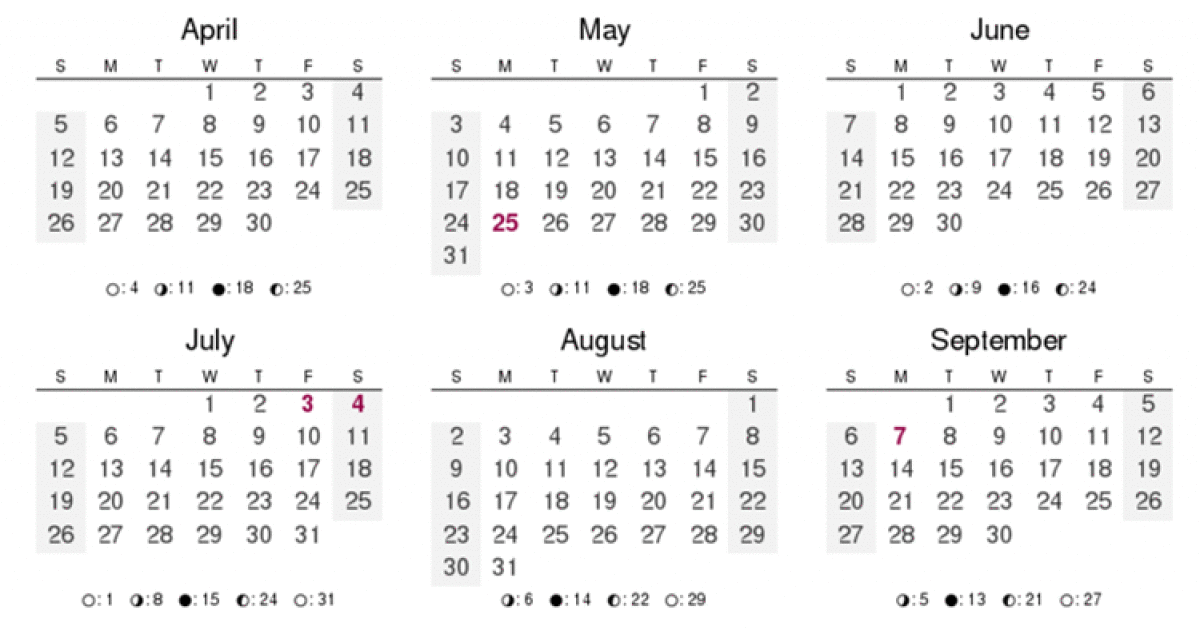 April
S M T W T F S
1 2 3 4
5 6 7 8 9 10 11
12 13 14 15 16 17 18
19 20 21 22 23 24 25
26 27 28 29 30
○: 4 ◑: 11 ●: 18 ◐: 25
May
S M T W T F S
1 2
3 4 5 6 7 8 9
10 11 12 13 14 15 16
17 18 19 20 21 22 23
24 25 26 27 28 29 30
31
○: 3 ◑: 11 ●: 18 ◐: 25
June
S M T W T F S
1 2 3 4 5 6
7 8 9 10 11 12 13
14 15 16 17 18 19 20
21 22 23 24 25 26 27
28 29 30
○: 2 ◑: 9 ●: 16 ◐: 24
July
S M T W T F S
1 2 3 4
5 6 7 8 9 10 11
12 13 14 15 16 17 18
19 20 21 22 23 24 25
26 27 28 29 30 31
○: 1 ◑: 8 ●: 15 ◐: 24 ○: 31
August
S M T W T F S
1
2 3 4 5 6 7 8
9 10 11 12 13 14 15
16 17 18 19 20 21 22
23 24 25 26 27 28 29
30 31
◑: 6 ●: 14 ◐: 22 ○: 29
September
S M T W T F S
1 2 3 4 5
6 7 8 9 10 11 12
13 14 15 16 17 18 19
20 21 22 23 24 25 26
27 28 29 30
◑: 5 ●: 13 ◐: 21 ○: 27